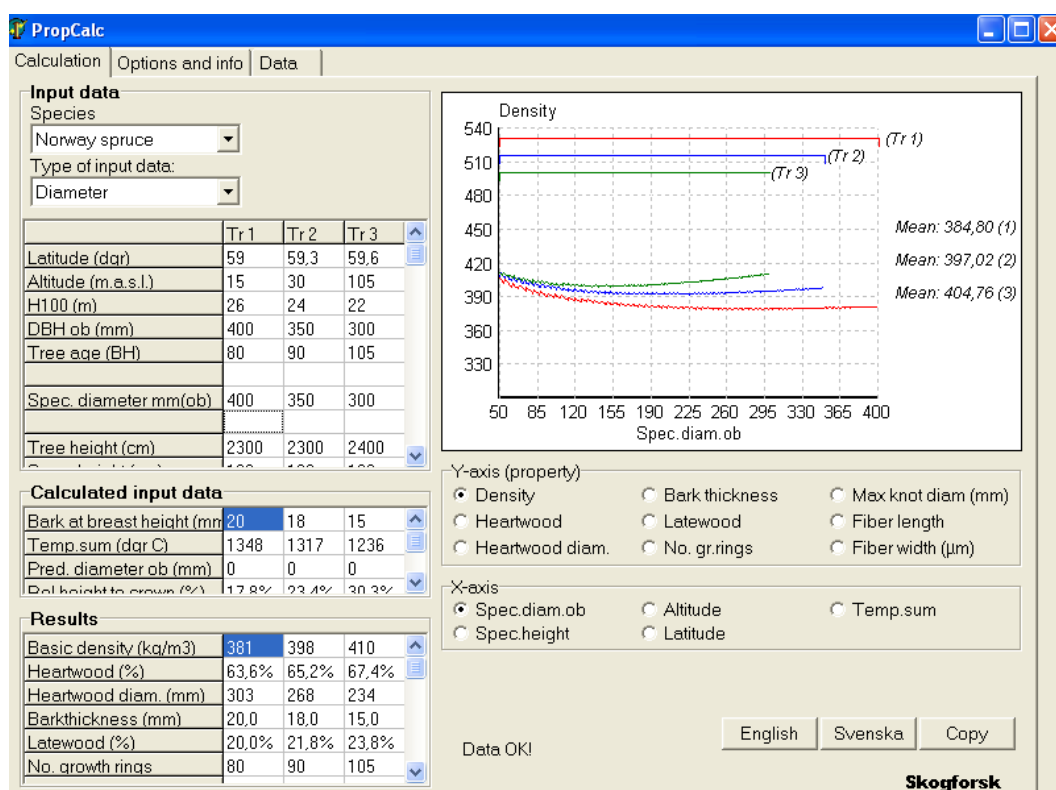 PropCalc
Calculation Options and info Data
Input data
Species
Norway spruce
Type of input data:
Diameter
Tr 1 Tr 2 Tr 3
Latitude (dgr) 59 59,3 59,6
Altitude (m.a.s.l.) 15 30 105
H100 (m) 26 24 22
DBH ob (mm) 400 350 300
Tree age (BH) 80 90 105
Spec. diameter mm(ob) 400 350 300
Tree height (cm) 2300 2300 2400
Calculated input data
Bark at breast height (mm 20 18 15
Temp.sum (dgr C) 1348 1317 1236
Pred. diameter ob (mm) 0 0 0
Rel.height to crown (%) 17,8% 23,4% 30,3%
Results
Basic density (kg/m3) 381 398 410
Heartwood (%) 63,6% 65,2% 67,4%
Heartwood diam. (mm) 303 268 234
Barkthickness (mm) 20,0 18,0 15,0
Latewood (%) 20,0% 21,8% 23,8%
No. growth rings 80 90 105
Density
540
510
480
450
420
390
360
330
(Tr 1)
(Tr 2)
(Tr 3)
Mean: 384,80 (1)
Mean: 397,02 (2)
Mean: 404,76 (3)
50 85 120 155 190 225 260 295 330 365 400
Spec.diam.ob
Y-axis (property)
Density Bark thickness Max knot diam (mm)
Heartwood Latewood Fiber length
Heartwood diam. No. gr.rings Fiber width (µm)
X-axis
Spec.diam.ob Altitude Temp.sum
Spec.height Latitude
Data OK!
English Svenska Copy
Skogforsk